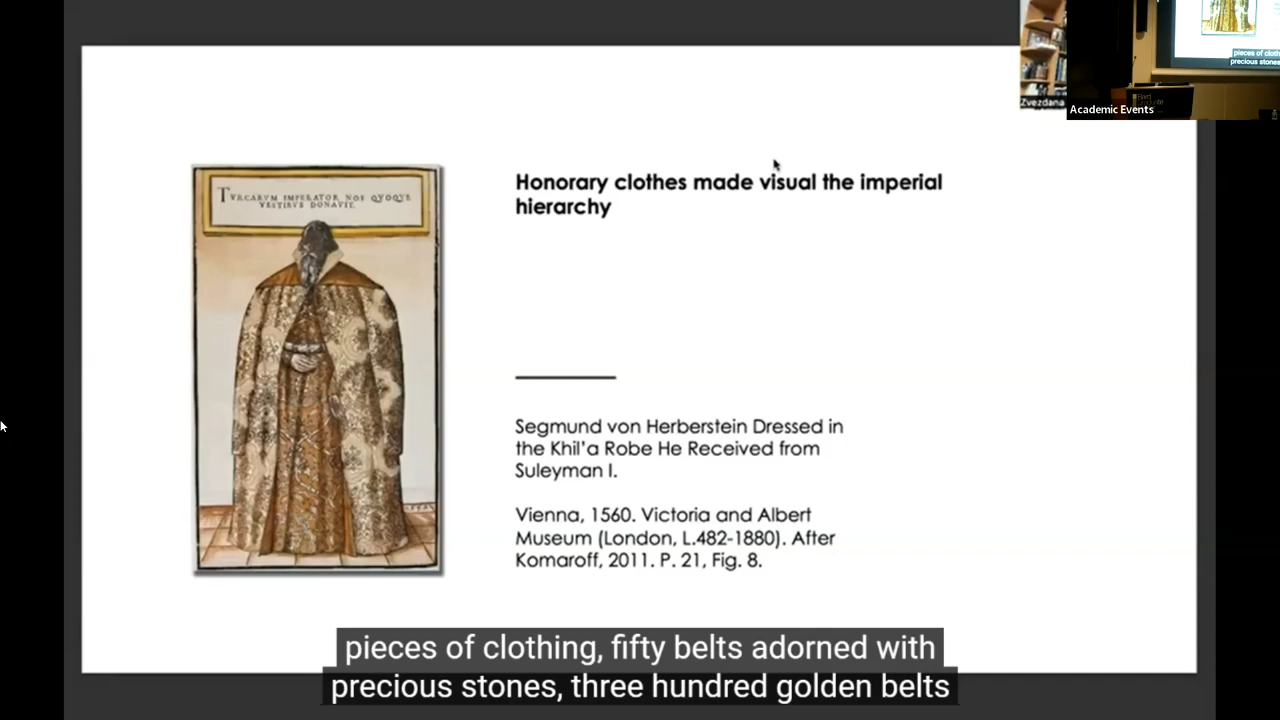 TVRCARVM IMPERATOR NOS QVOQVE
VESTIBVS DONAVIT.
Honorary clothes made visual the imperial
hierarchy
Segmund von Herberstein Dressed in
the Khil'a Robe He Received from
Suleyman I.
Vienna, 1560. Victoria and Albert
Museum (London, L.482-1880). After
Komaroff, 2011. P. 21, Fig. 8.
pieces of clothing, fifty belts adorned with
precious stones, three hundred golden belts
Zvezdana
Academic Events
pieces of cloth
precious stones